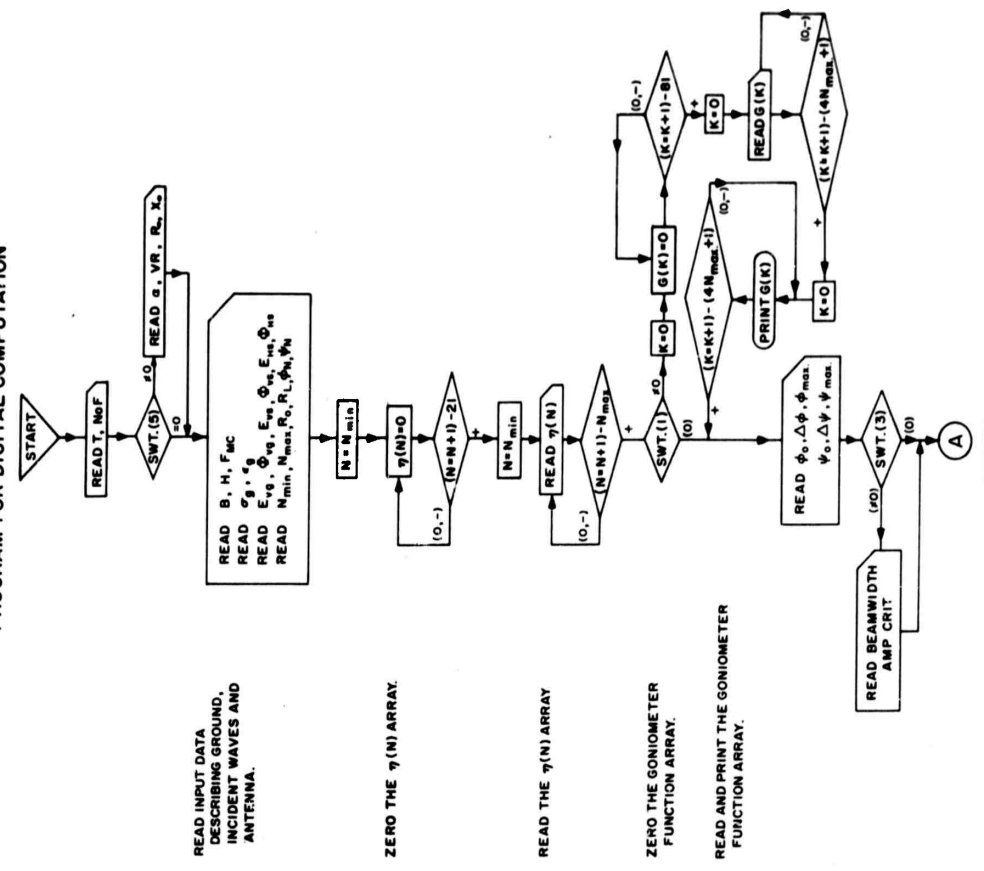 PROGRAM FOR DIGITAL COMPUTATION
START
READ T, NoF
SWT.(5)
≠0
READ a, VR, R₀, X₀
=0
READ INPUT DATA
DESCRIBING GROUND,
INCIDENT WAVES AND
ANTENNA.
READ B, H, F_MC
READ σ_g, ε_g
READ E_vg, Φ_vg, E_vs, Φ_vs, E_HS, Φ_HS
READ N_min, N_max, R_o, R_L, ϕ_N, ψ_N
N = N_min
ZERO THE η(N) ARRAY.
η(N)=0
(N=N+1)-21
(0,-)
+
N=N_min
READ THE η(N) ARRAY
READ η(N)
(N=N+1)-N_max
(0,-)
+
ZERO THE GONIOMETER
FUNCTION ARRAY.
SWT.(1)
≠0
(0)
K=0
G(K)=0
(K=K+1)-81
(0,-)
+
K=0
READ G(K)
(K=K+1)-(4N_max+1)
(0,-)
+
K=0
PRINT G(K)
(K=K+1)-(4N_max+1)
(0,-)
+
READ AND PRINT THE GONIOMETER
FUNCTION ARRAY.
READ ϕ₀, Δϕ, ϕ_max.
ψ₀, Δψ, ψ_max.
SWT.(3)
(≠0)
(0)
READ BEAMWIDTH
AMP CRIT
A